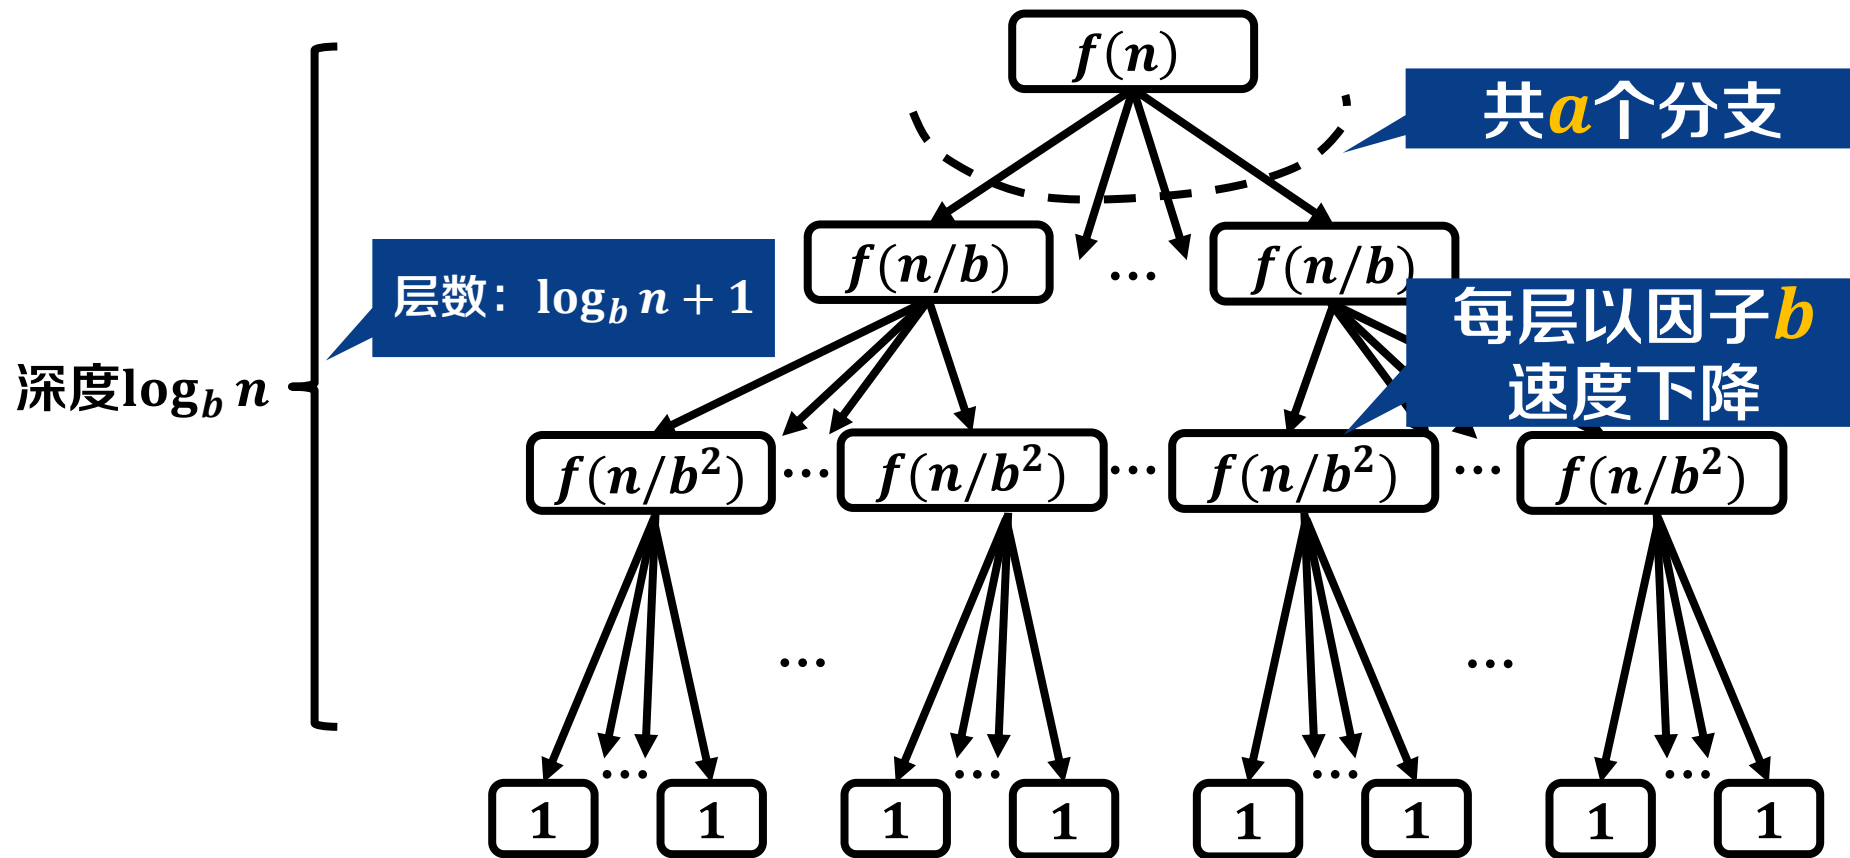 f(n)
共a个分支
f(n/b)
…
f(n/b)
层数：log_b n + 1
每层以因子b
速度下降
深度log_b n
f(n/b²)
…
f(n/b²)
…
f(n/b²)
…
f(n/b²)
…
…
…
…
…
…
1
1
1
1
1
1
1
1